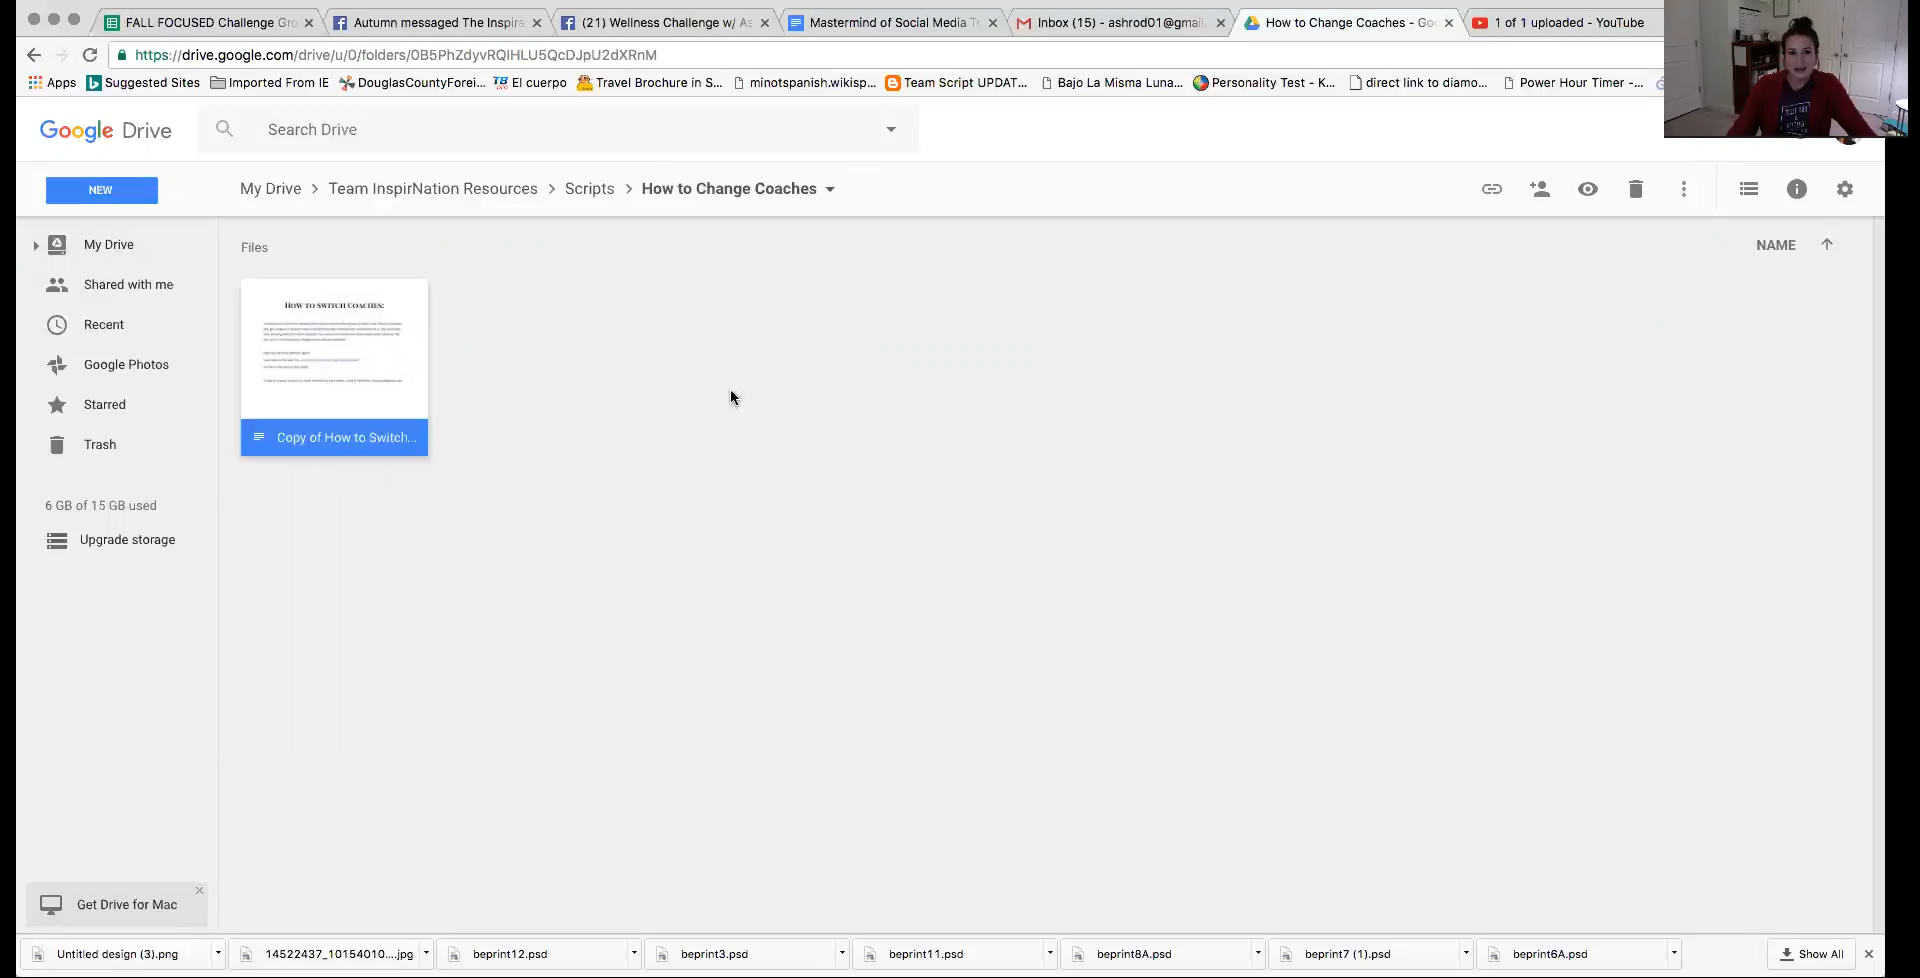 FALL FOCUSED Challenge Gro
Autumn messaged The Inspira
(21) Wellness Challenge w/ As
Mastermind of Social Media T
Inbox (15) - ashrod01@gmail.
How to Change Coaches - Goo
1 of 1 uploaded - YouTube
https://drive.google.com/drive/u/0/folders/0B5PhZdyvRQlHLU5QcDJpU2dXRnM
Apps
Suggested Sites
Imported From IE
DouglasCountyForei...
El cuerpo
Travel Brochure in S...
minotspanish.wikisp...
Team Script UPDAT...
Bajo La Misma Luna...
Personality Test - K...
direct link to diamo...
Power Hour Timer -...
Google Drive
Search Drive
NEW
My Drive > Team InspirNation Resources > Scripts > How to Change Coaches
My Drive
Shared with me
Recent
Google Photos
Starred
Trash
6 GB of 15 GB used
Upgrade storage
Get Drive for Mac
Files
NAME
HOW TO SWITCH COACHES:
Copy of How to Switch...
Untitled design (3).png
14522437_10154010....jpg
beprint12.psd
beprint3.psd
beprint11.psd
beprint8A.psd
beprint7 (1).psd
beprint6A.psd
Show All